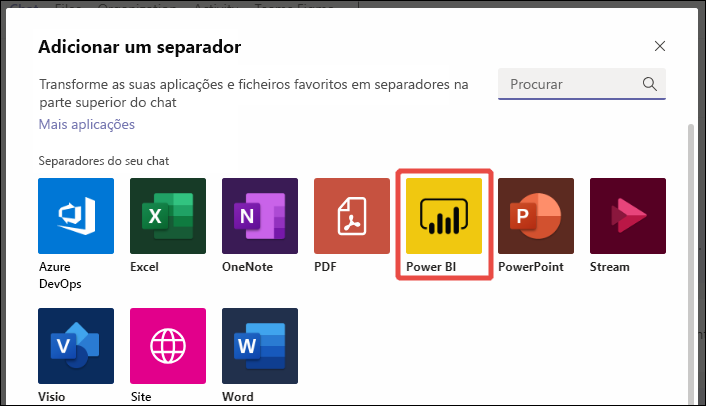 Chat Files Organization Activity Teams Figma
Adicionar um separador
Transforme as suas aplicações e ficheiros favoritos em separadores na
parte superior do chat
Procurar
Mais aplicações
Separadores do seu chat
Azure
DevOps
Excel
OneNote
PDF
Power BI
PowerPoint
Stream
Visio
Site
Word